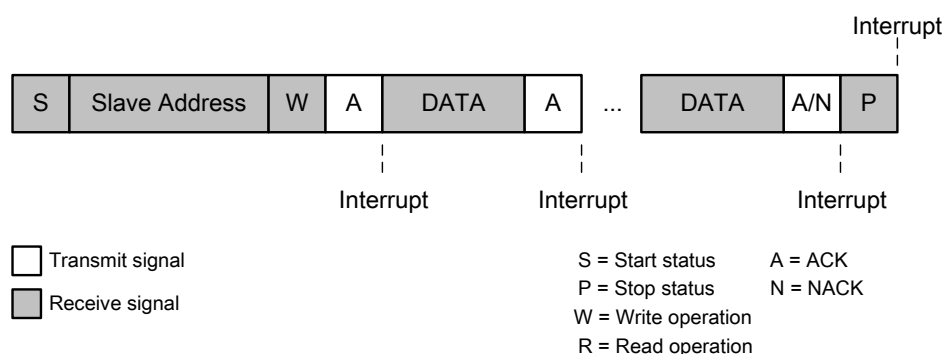 Interrupt
S Slave Address W A DATA A ... DATA A/N P
Interrupt Interrupt Interrupt
Transmit signal
Receive signal
S = Start status A = ACK
P = Stop status N = NACK
W = Write operation
R = Read operation